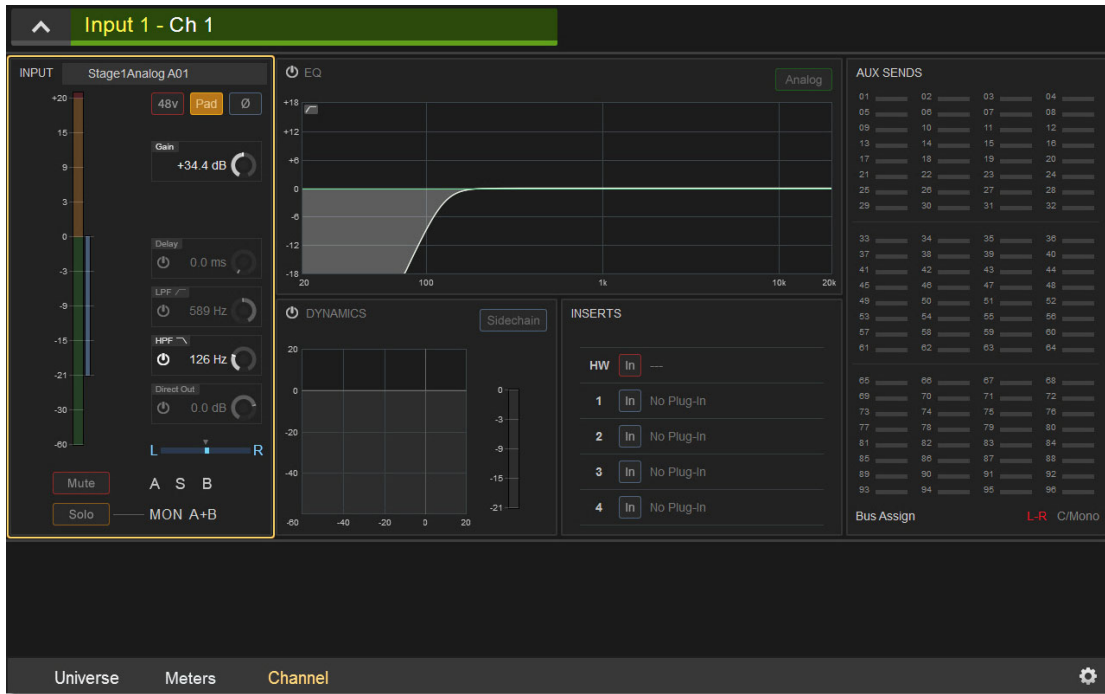 Input 1 - Ch 1
INPUT Stage1Analog A01
48v Pad Ø
Gain
+34.4 dB
Delay
0.0 ms
LPF
589 Hz
HPF
126 Hz
Direct Out
0.0 dB
L R
+20
15
9
3
0
-3
-9
-15
-21
-30
-60
Mute A S B
Solo MON A+B
EQ Analog
+18
+12
+6
0
-6
-12
-18
20 100 1k 10k 20k
DYNAMICS Sidechain
20
0
-20
-40
-60 -40 -20 0 20
0
-3
-9
-15
-21
INSERTS
HW In ---
1 In No Plug-In
2 In No Plug-In
3 In No Plug-In
4 In No Plug-In
AUX SENDS
01 02 03 04
05 06 07 08
09 10 11 12
13 14 15 16
17 18 19 20
21 22 23 24
25 26 27 28
29 30 31 32
33 34 35 36
37 38 39 40
41 42 43 44
45 46 47 48
49 50 51 52
53 54 55 56
57 58 59 60
61 62 63 64
65 66 67 68
69 70 71 72
73 74 75 76
77 78 79 80
81 82 83 84
85 86 87 88
89 90 91 92
93 94 95 96
Bus Assign L-R C/Mono
Universe Meters Channel